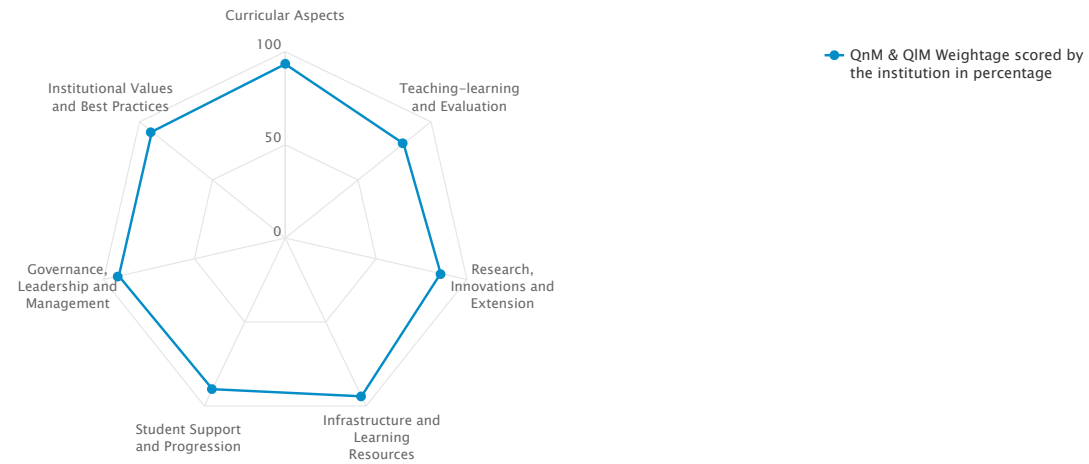 Curricular Aspects
100
QnM & QlM Weightage scored by
the institution in percentage
Institutional Values
and Best Practices
Teaching-learning
and Evaluation
50
0
Governance,
Leadership and
Management
Research,
Innovations and
Extension
Student Support
and Progression
Infrastructure and
Learning
Resources